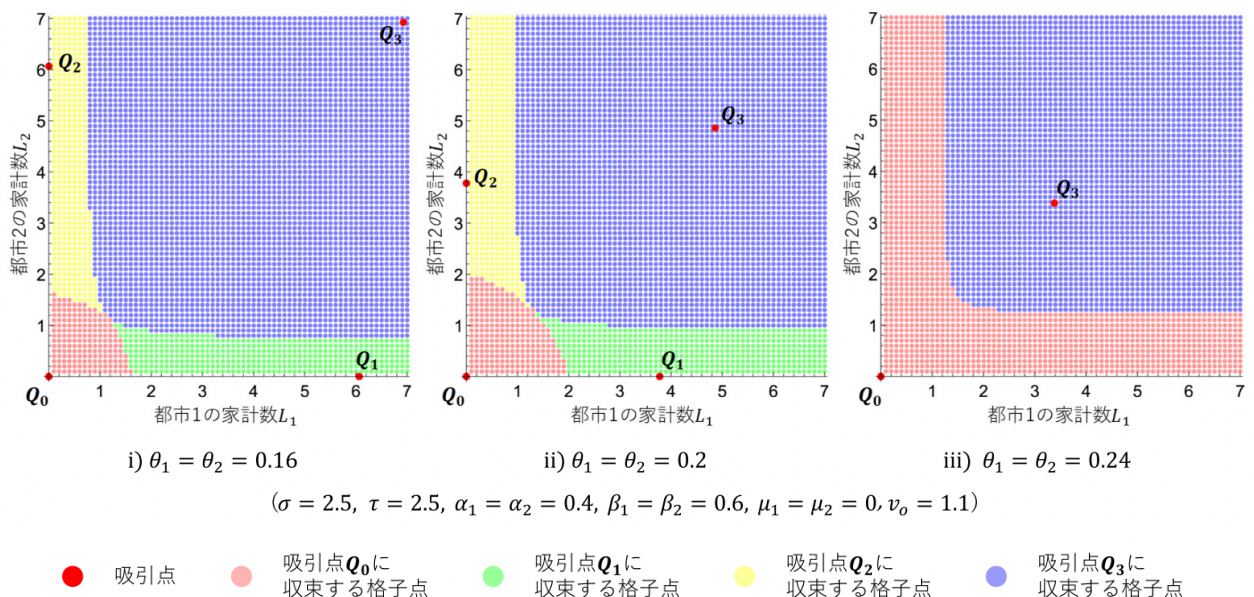 7
6
5
4
3
2
1
1 2 3 4 5 6 7
Q₀
Q₁
Q₂
Q₃
都市2の家計数L₂
都市1の家計数L₁
7
6
5
4
3
2
1
1 2 3 4 5 6 7
Q₀
Q₁
Q₂
Q₃
都市2の家計数L₂
都市1の家計数L₁
7
6
5
4
3
2
1
1 2 3 4 5 6 7
Q₀
Q₃
都市2の家計数L₂
都市1の家計数L₁
i) θ₁ = θ₂ = 0.16
ii) θ₁ = θ₂ = 0.2
iii) θ₁ = θ₂ = 0.24
(σ = 2.5, τ = 2.5, α₁ = α₂ = 0.4, β₁ = β₂ = 0.6, μ₁ = μ₂ = 0, vₒ = 1.1)
吸引点
吸引点Q₀に
収束する格子点
吸引点Q₁に
収束する格子点
吸引点Q₂に
収束する格子点
吸引点Q₃に
収束する格子点